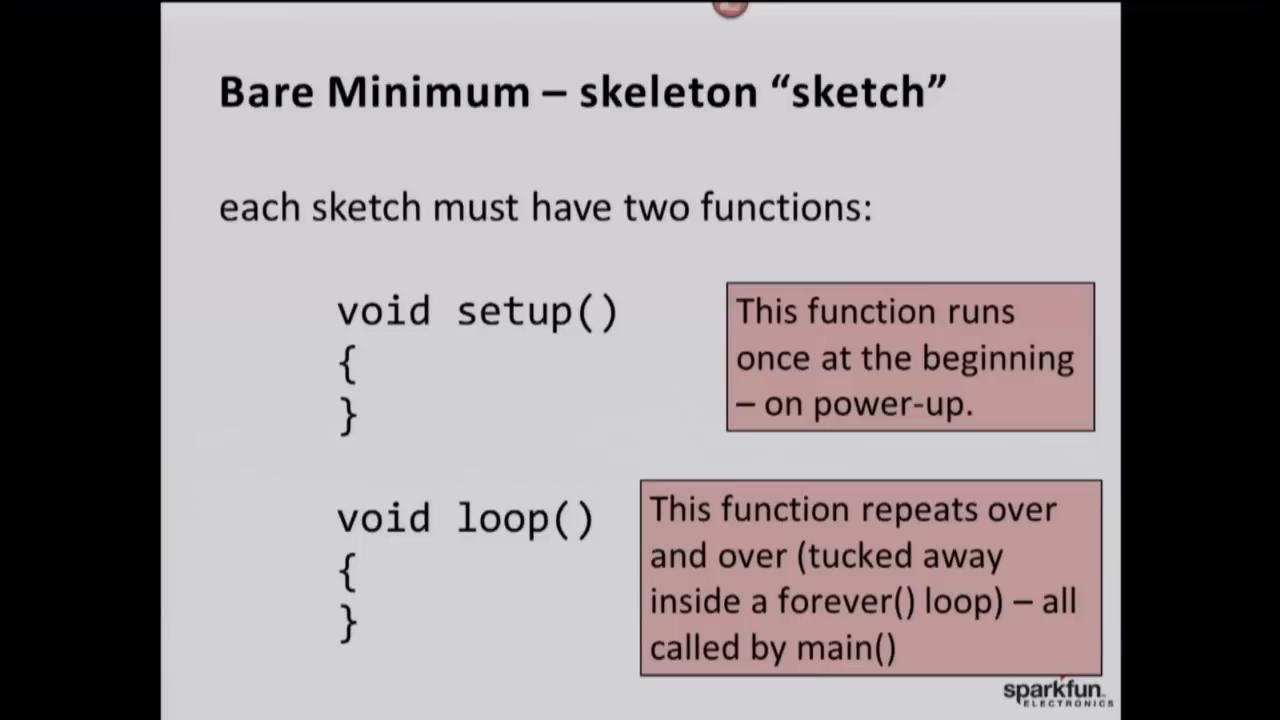 Bare Minimum – skeleton “sketch”
each sketch must have two functions:
void setup()
{
}
This function runs
once at the beginning
– on power-up.
void loop()
{
}
This function repeats over
and over (tucked away
inside a forever() loop) – all
called by main()
sparkfun
ELECTRONICS